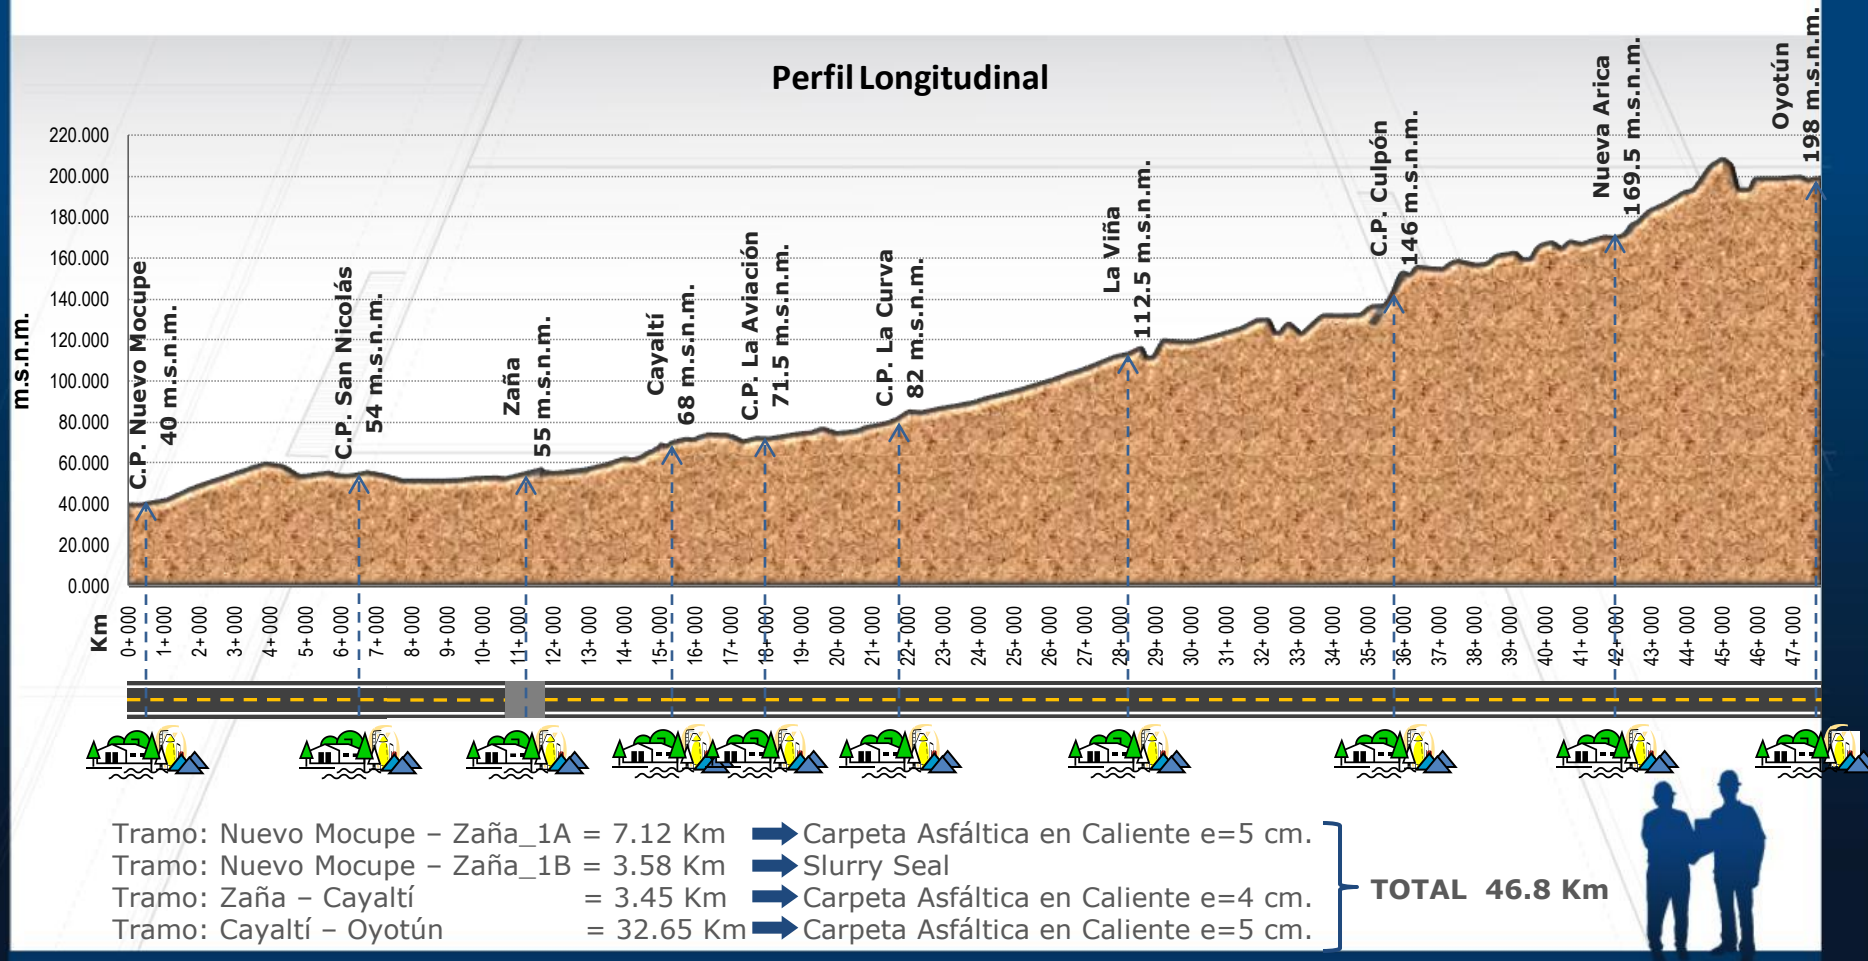 Perfil Longitudinal
m.s.n.m.
220.000
200.000
180.000
160.000
140.000
120.000
100.000
80.000
60.000
40.000
20.000
0.000
C.P. Nuevo Mocupe
40 m.s.n.m.
C.P. San Nicolás
54 m.s.n.m.
Zaña
55 m.s.n.m.
Cayaltí
68 m.s.n.m.
C.P. La Aviación
71.5 m.s.n.m.
C.P. La Curva
82 m.s.n.m.
La Viña
112.5 m.s.n.m.
C.P. Culpón
146 m.s.n.m.
Nueva Arica
169.5 m.s.n.m.
Oyotún
198 m.s.n.m.
Km
0+ 000
1+ 000
2+ 000
3+ 000
4+ 000
5+ 000
6+ 000
7+ 000
8+ 000
9+ 000
10+ 000
11+ 000
12+ 000
13+ 000
14+ 000
15+ 000
16+ 000
17+ 000
18+ 000
19+ 000
20+ 000
21+ 000
22+ 000
23+ 000
24+ 000
25+ 000
26+ 000
27+ 000
28+ 000
29+ 000
30+ 000
31+ 000
32+ 000
33+ 000
34+ 000
35+ 000
36+ 000
37+ 000
38+ 000
39+ 000
40+ 000
41+ 000
42+ 000
43+ 000
44+ 000
45+ 000
46+ 000
47+ 000
Tramo: Nuevo Mocupe – Zaña_1A = 7.12 Km Carpeta Asfáltica en Caliente e=5 cm.
Tramo: Nuevo Mocupe – Zaña_1B = 3.58 Km Slurry Seal
Tramo: Zaña – Cayaltí = 3.45 Km Carpeta Asfáltica en Caliente e=4 cm.
Tramo: Cayaltí – Oyotún = 32.65 Km Carpeta Asfáltica en Caliente e=5 cm.
TOTAL 46.8 Km